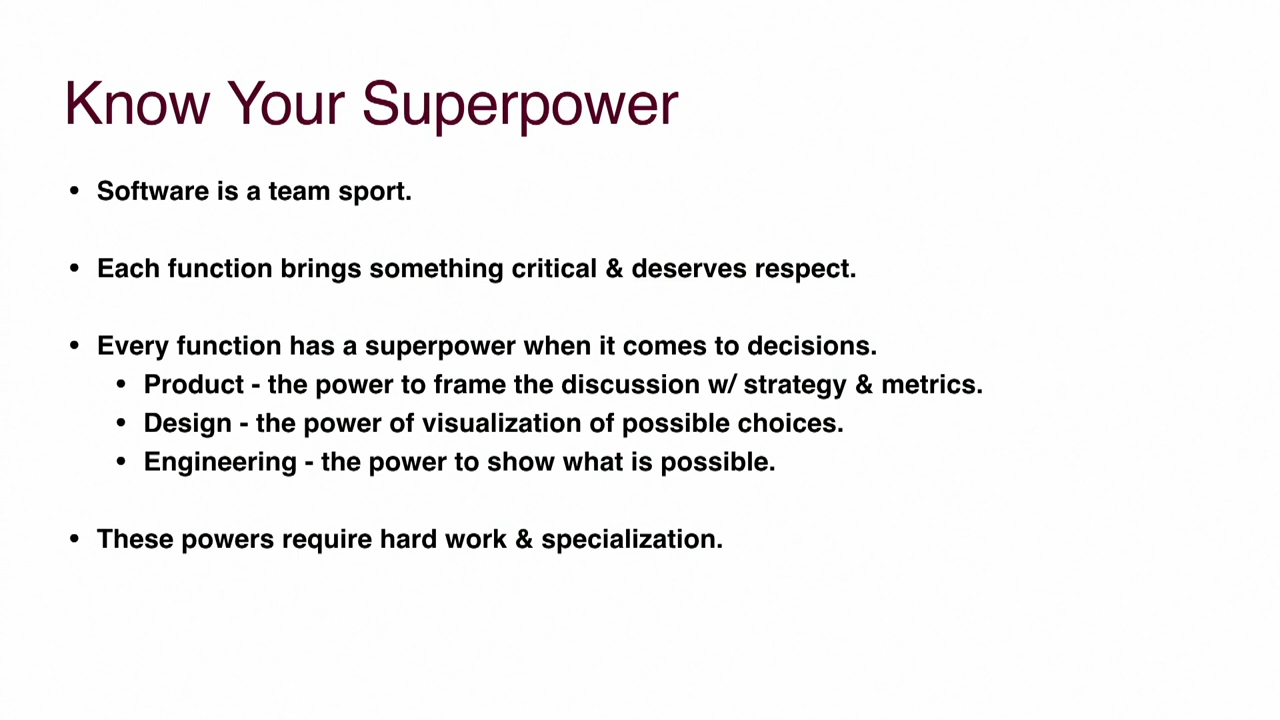 Know Your Superpower
• Software is a team sport.
• Each function brings something critical & deserves respect.
• Every function has a superpower when it comes to decisions.
• Product - the power to frame the discussion w/ strategy & metrics.
• Design - the power of visualization of possible choices.
• Engineering - the power to show what is possible.
• These powers require hard work & specialization.